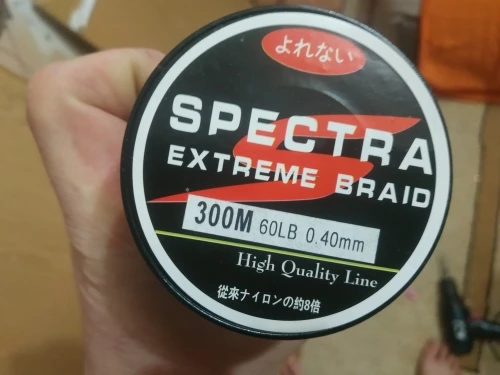 よれない
SPECTRA
EXTREME BRAID
300M 60LB 0.40mm
High Quality Line
従來ナイロンの約8倍